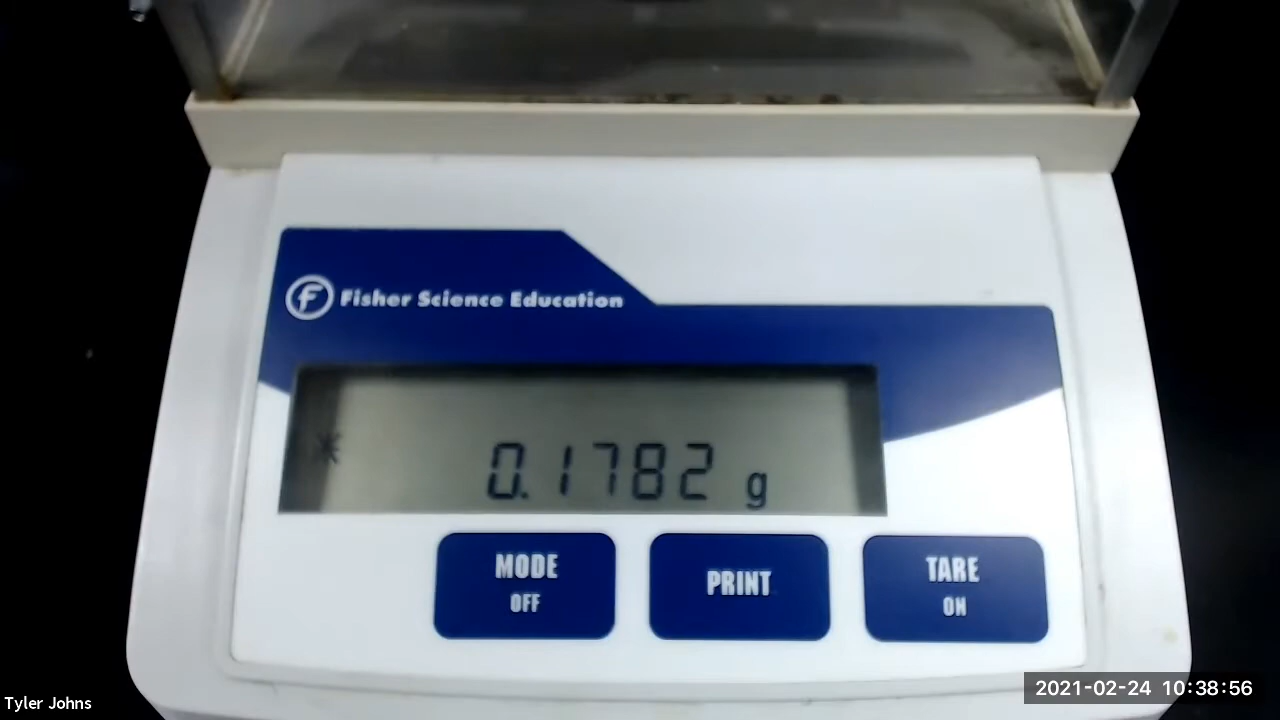 Fisher Science Education
* 0.1782 g
MODE
OFF
PRINT
TARE
ON
Tyler Johns
2021-02-24 10:38:56